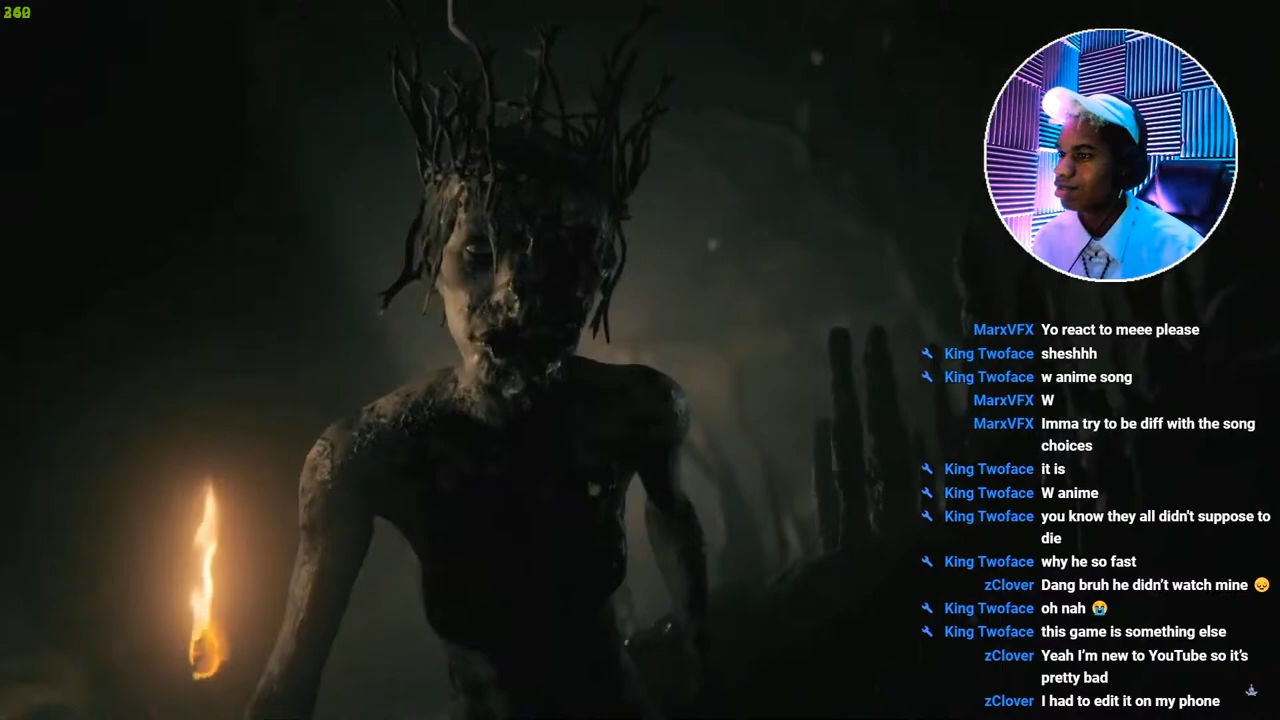 MarxVFX Yo react to meee please
King Twoface sheshhh
King Twoface w anime song
MarxVFX W
MarxVFX Imma try to be diff with the song
choices
King Twoface it is
King Twoface W anime
King Twoface you know they all didn't suppose to
die
King Twoface why he so fast
zClover Dang bruh he didn’t watch mine 😞
King Twoface oh nah 😭
King Twoface this game is something else
zClover Yeah I’m new to YouTube so it’s
pretty bad
zClover I had to edit it on my phone